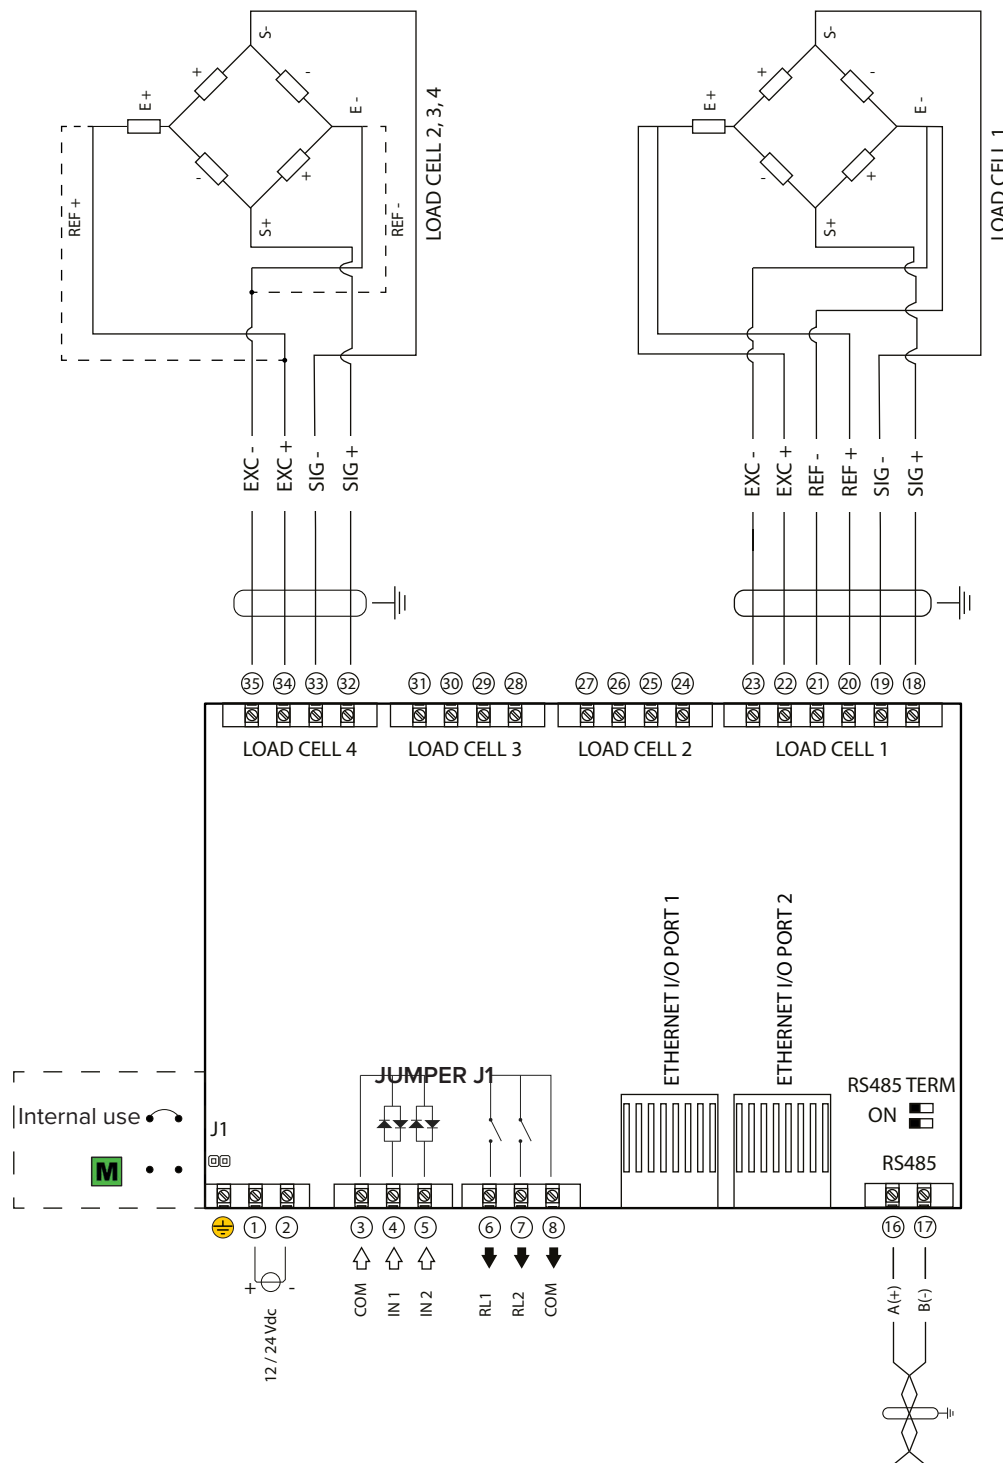 S-
+
-
E +
E -
-
+
S+
REF +
REF -
LOAD CELL 2, 3, 4
S-
+
-
E +
E -
-
+
S+
LOAD CELL 1
EXC -
EXC +
SIG -
SIG +
EXC -
EXC +
REF -
REF +
SIG -
SIG +
35 34 33 32 31 30 29 28 27 26 25 24 23 22 21 20 19 18
LOAD CELL 4 LOAD CELL 3 LOAD CELL 2 LOAD CELL 1
ETHERNET I/O PORT 1
ETHERNET I/O PORT 2
JUMPER J1
RS485 TERM
ON
Internal use
J1
M
RS485
1 2 3 4 5 6 7 8 16 17
+ -
12 / 24 Vdc
COM
IN 1
IN 2
RL1
RL2
COM
A(+)
B(-)